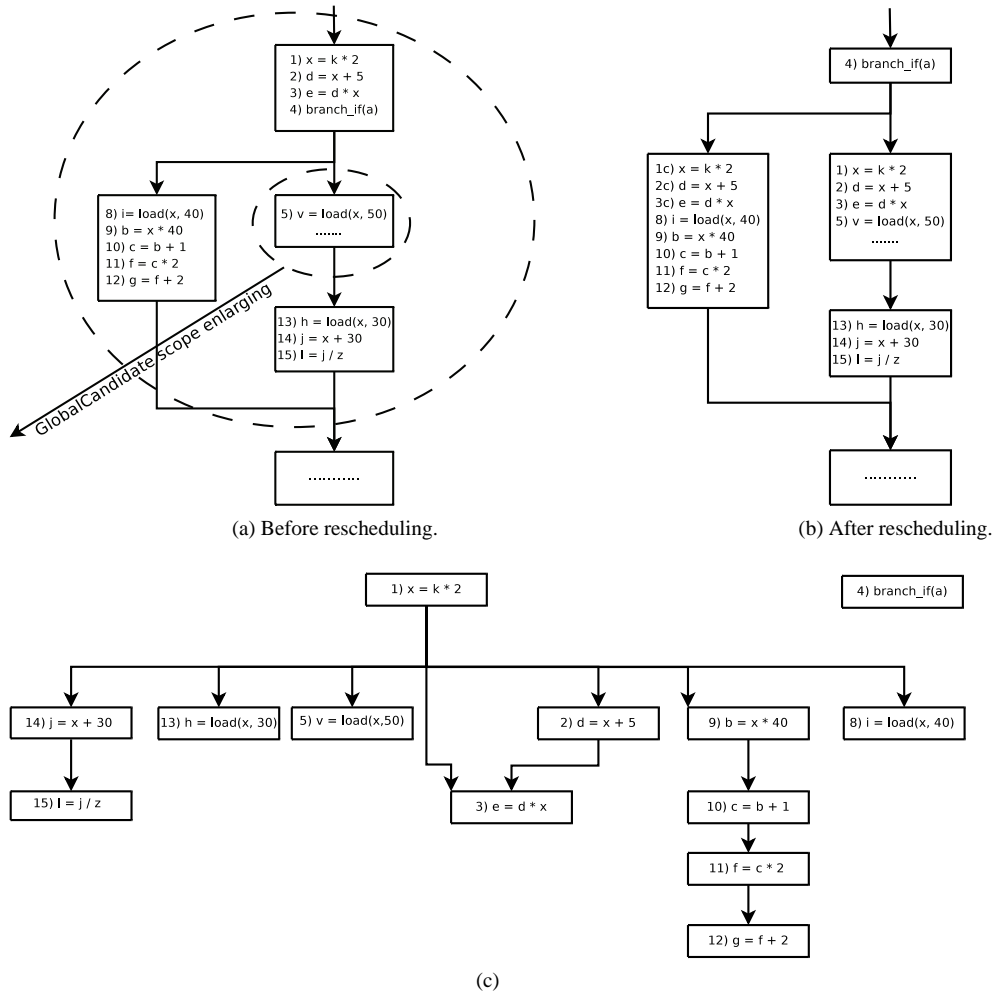 1) x = k * 2
2) d = x + 5
3) e = d * x
4) branch_if(a)
8) i= load(x, 40)
9) b = x * 40
10) c = b + 1
11) f = c * 2
12) g = f + 2
5) v = load(x, 50)
.......
13) h = load(x, 30)
14) j = x + 30
15) l = j / z
GlobalCandidate scope enlarging
...........
(a) Before rescheduling.
4) branch_if(a)
1c) x = k * 2
2c) d = x + 5
3c) e = d * x
8) i = load(x, 40)
9) b = x * 40
10) c = b + 1
11) f = c * 2
12) g = f + 2
1) x = k * 2
2) d = x + 5
3) e = d * x
5) v = load(x, 50)
.......
13) h = load(x, 30)
14) j = x + 30
15) l = j / z
...........
(b) After rescheduling.
1) x = k * 2
4) branch_if(a)
14) j = x + 30
13) h = load(x, 30)
5) v = load(x,50)
2) d = x + 5
9) b = x * 40
8) i = load(x, 40)
15) l = j / z
3) e = d * x
10) c = b + 1
11) f = c * 2
12) g = f + 2
(c)